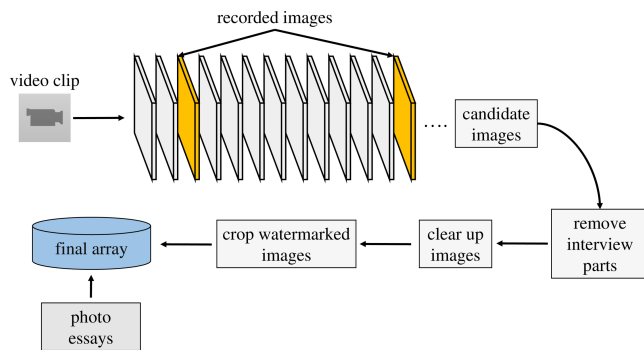 recorded images
video clip
....
candidate
images
remove
interview
parts
clear up
images
crop watermarked
images
final array
photo
essays